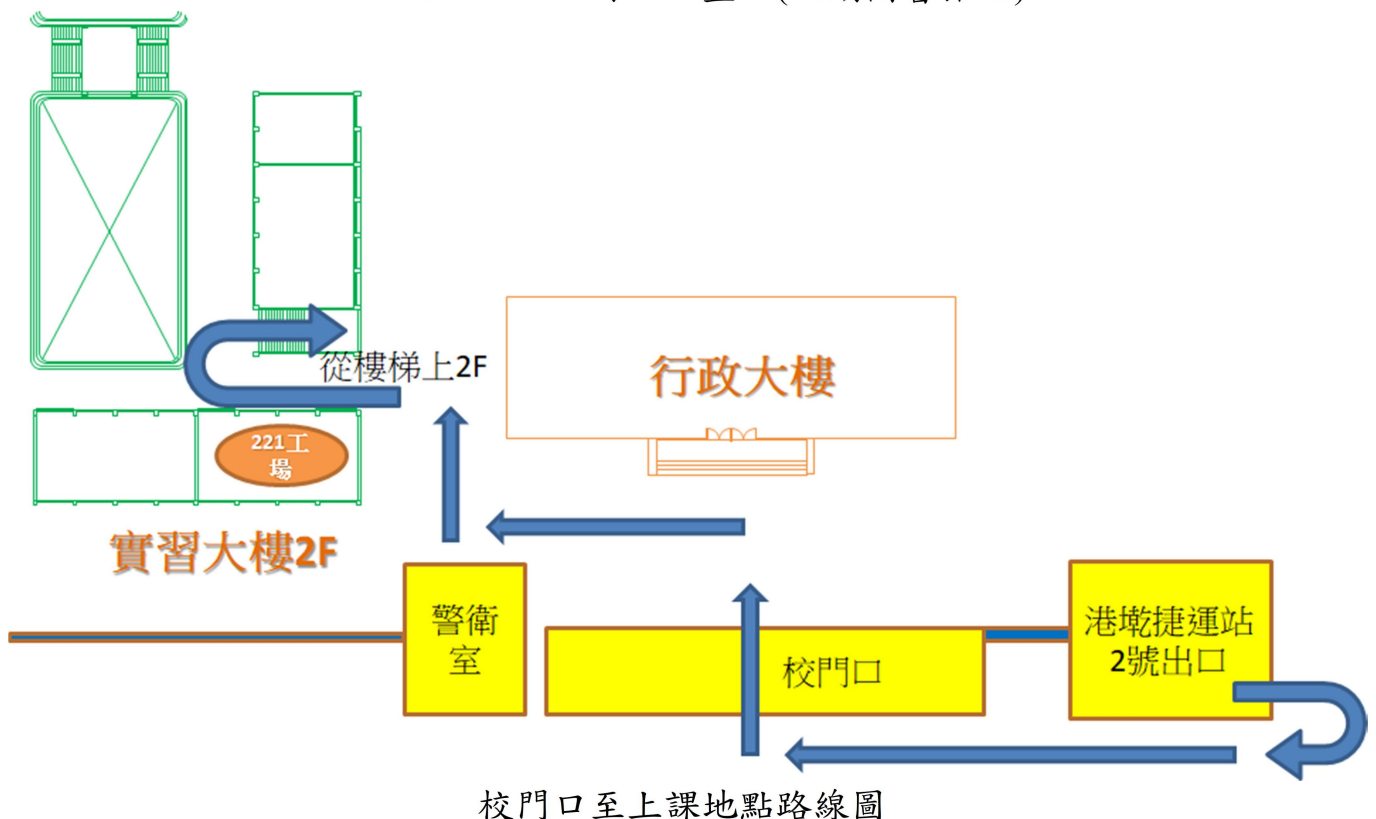 從樓梯上2F
行政大樓
221工
場
實習大樓2F
警衛
室
校門口
港墘捷運站
2號出口
校門口至上課地點路線圖